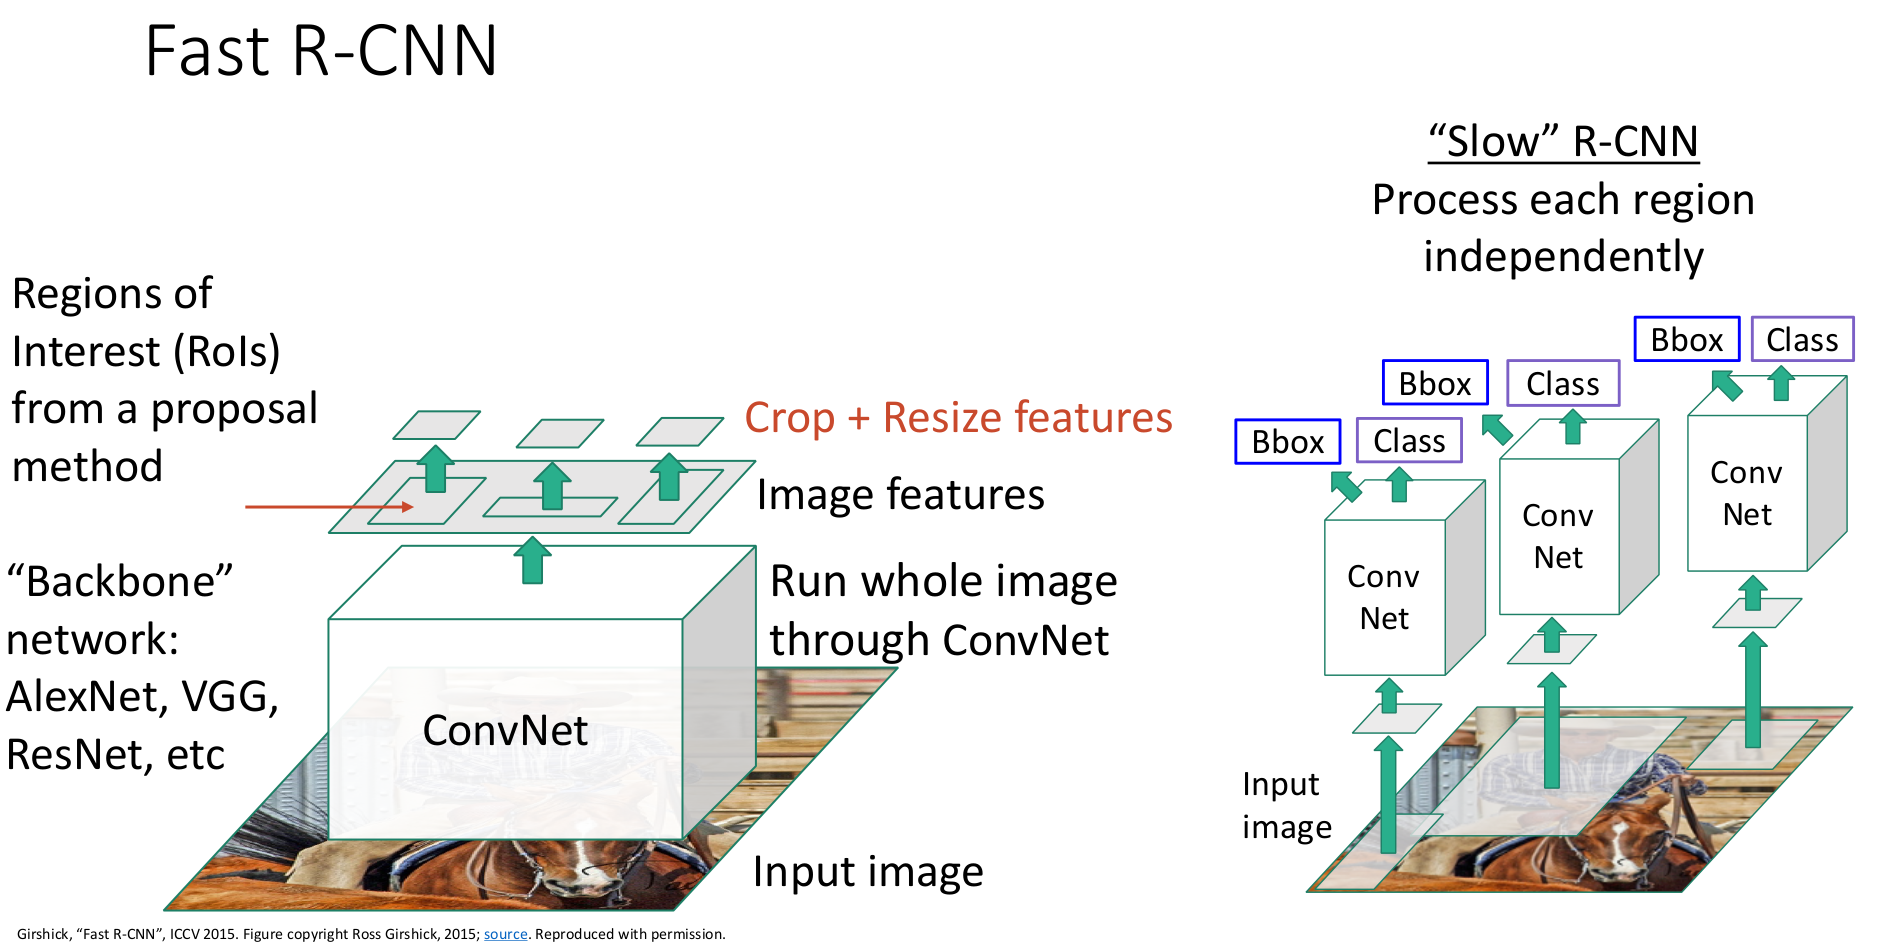 Fast R-CNN
Regions of
Interest (RoIs)
from a proposal
method
“Backbone”
network:
AlexNet, VGG,
ResNet, etc
Crop + Resize features
Image features
Run whole image
through ConvNet
ConvNet
Input image
“Slow” R-CNN
Process each region
independently
Bbox
Class
Bbox
Class
Bbox
Class
Conv
Net
Conv
Net
Conv
Net
Input
image
Girshick, “Fast R-CNN”, ICCV 2015. Figure copyright Ross Girshick, 2015; source. Reproduced with permission.